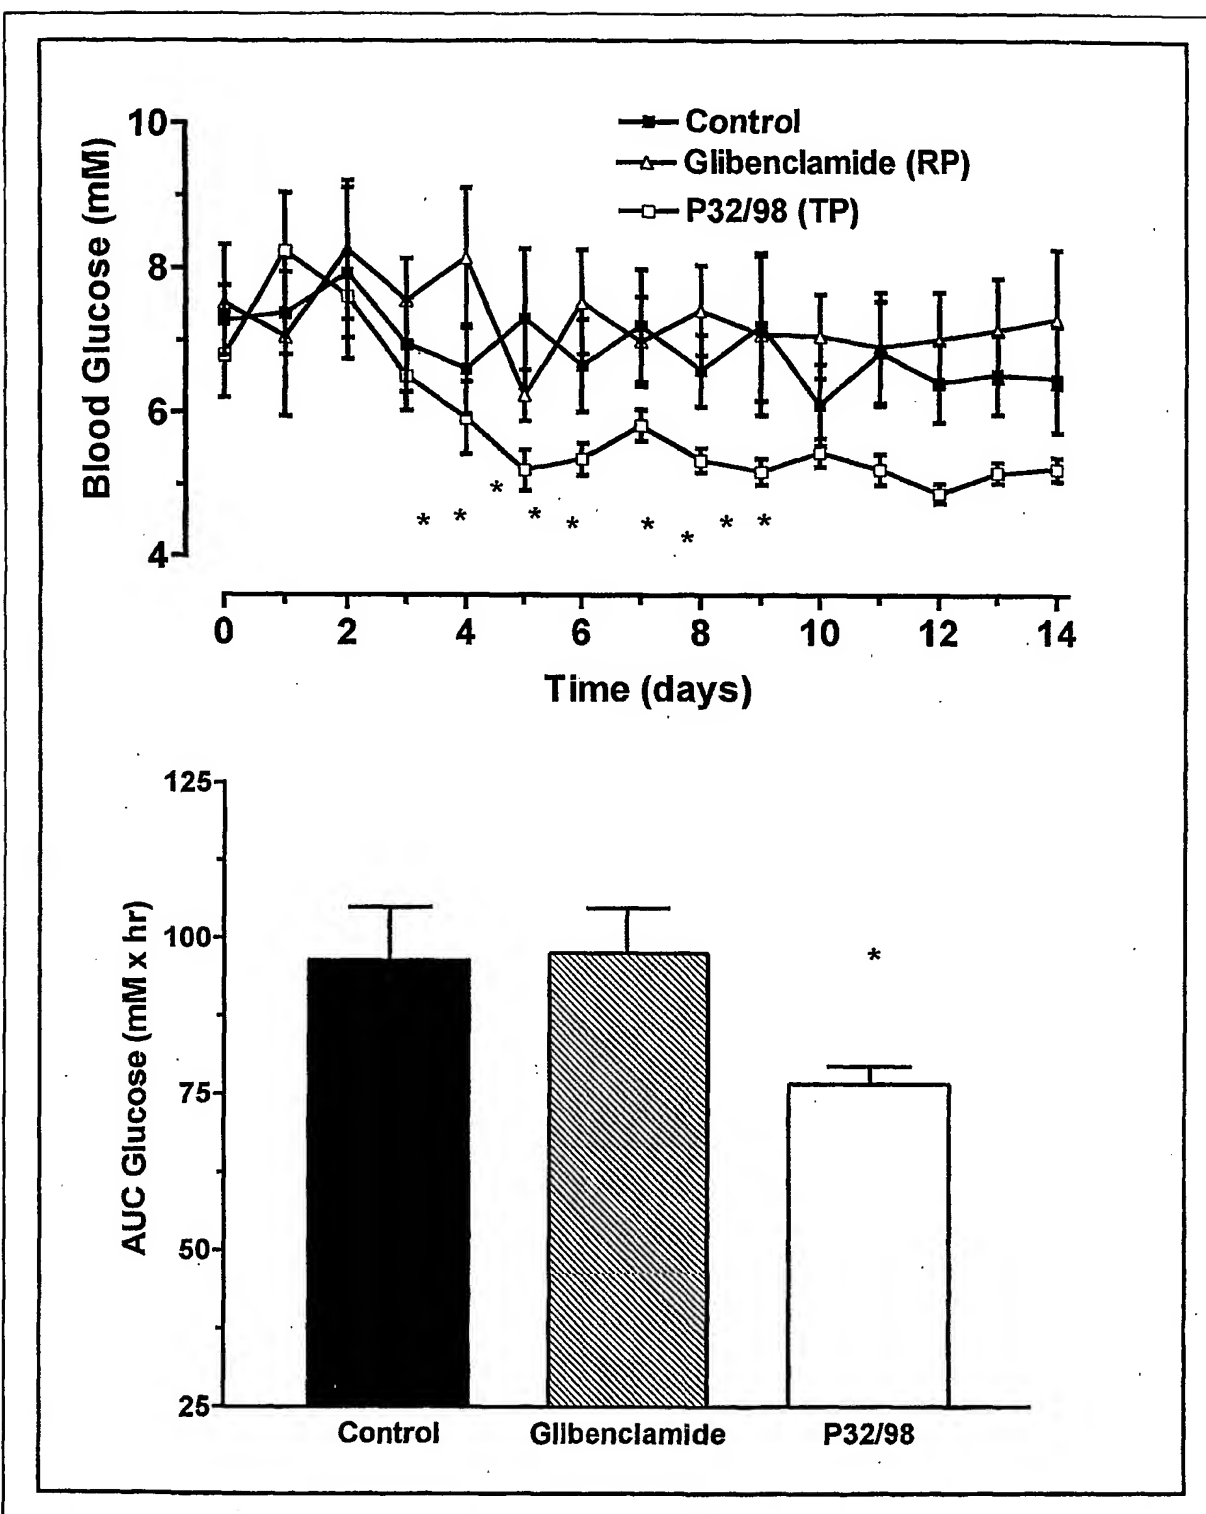 10
8
6
4
Blood Glucose (mM)
Control
Glibenclamide (RP)
P32/98 (TP)
* * * * * * * * *
0 2 4 6 8 10 12 14
Time (days)
125
100
75
50
25
AUC Glucose (mM x hr)
*
Control Glibenclamide P32/98